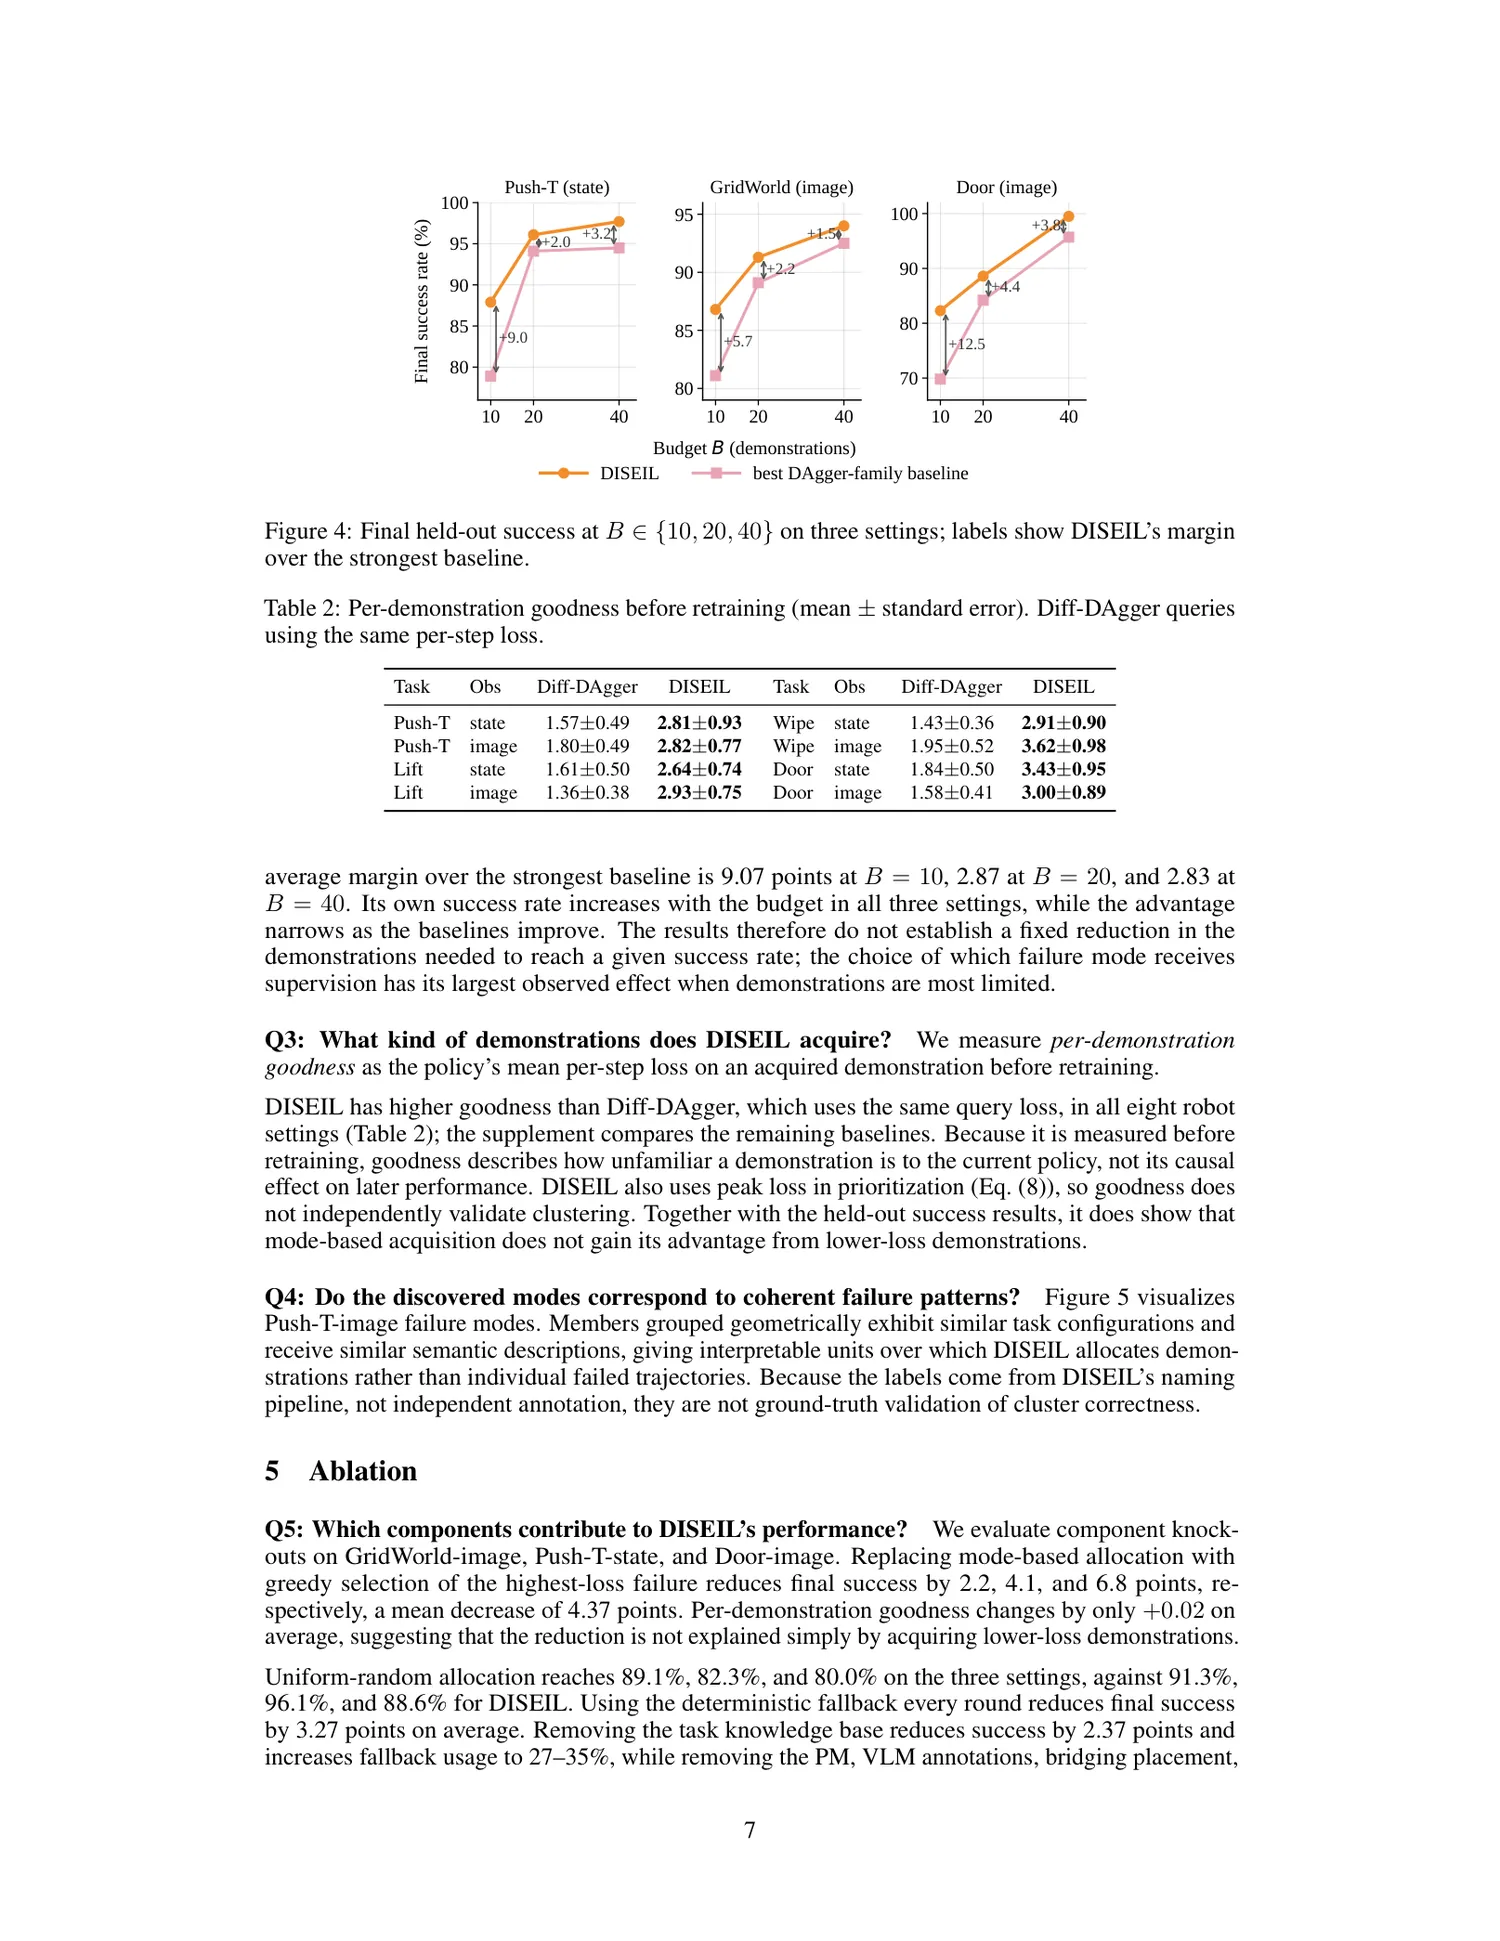 Push-T (state)
100
95
90
85
80
Final success rate (%)
+9.0
+2.0
+3.2
10 20 40
GridWorld (image)
95
90
85
80
+5.7
+2.2
+1.5
10 20 40
Door (image)
100
90
80
70
+12.5
+4.4
+3.8
10 20 40
Budget B (demonstrations)
DISEIL best DAgger-family baseline
Figure 4: Final held-out success at B ∈ {10, 20, 40} on three settings; labels show DISEIL's margin
over the strongest baseline.
Table 2: Per-demonstration goodness before retraining (mean ± standard error). Diff-DAgger queries
using the same per-step loss.
Task Obs Diff-DAgger DISEIL Task Obs Diff-DAgger DISEIL
Push-T state 1.57±0.49 2.81±0.93 Wipe state 1.43±0.36 2.91±0.90
Push-T image 1.80±0.49 2.82±0.77 Wipe image 1.95±0.52 3.62±0.98
Lift state 1.61±0.50 2.64±0.74 Door state 1.84±0.50 3.43±0.95
Lift image 1.36±0.38 2.93±0.75 Door image 1.58±0.41 3.00±0.89
average margin over the strongest baseline is 9.07 points at B = 10, 2.87 at B = 20, and 2.83 at
B = 40. Its own success rate increases with the budget in all three settings, while the advantage
narrows as the baselines improve. The results therefore do not establish a fixed reduction in the
demonstrations needed to reach a given success rate; the choice of which failure mode receives
supervision has its largest observed effect when demonstrations are most limited.
Q3: What kind of demonstrations does DISEIL acquire? We measure per-demonstration
goodness as the policy's mean per-step loss on an acquired demonstration before retraining.
DISEIL has higher goodness than Diff-DAgger, which uses the same query loss, in all eight robot
settings (Table 2); the supplement compares the remaining baselines. Because it is measured before
retraining, goodness describes how unfamiliar a demonstration is to the current policy, not its causal
effect on later performance. DISEIL also uses peak loss in prioritization (Eq. (8)), so goodness does
not independently validate clustering. Together with the held-out success results, it does show that
mode-based acquisition does not gain its advantage from lower-loss demonstrations.
Q4: Do the discovered modes correspond to coherent failure patterns? Figure 5 visualizes
Push-T-image failure modes. Members grouped geometrically exhibit similar task configurations and
receive similar semantic descriptions, giving interpretable units over which DISEIL allocates demon-
strations rather than individual failed trajectories. Because the labels come from DISEIL's naming
pipeline, not independent annotation, they are not ground-truth validation of cluster correctness.
5 Ablation
Q5: Which components contribute to DISEIL's performance? We evaluate component knock-
outs on GridWorld-image, Push-T-state, and Door-image. Replacing mode-based allocation with
greedy selection of the highest-loss failure reduces final success by 2.2, 4.1, and 6.8 points, re-
spectively, a mean decrease of 4.37 points. Per-demonstration goodness changes by only +0.02 on
average, suggesting that the reduction is not explained simply by acquiring lower-loss demonstrations.
Uniform-random allocation reaches 89.1%, 82.3%, and 80.0% on the three settings, against 91.3%,
96.1%, and 88.6% for DISEIL. Using the deterministic fallback every round reduces final success
by 3.27 points on average. Removing the task knowledge base reduces success by 2.37 points and
increases fallback usage to 27–35%, while removing the PM, VLM annotations, bridging placement,
7